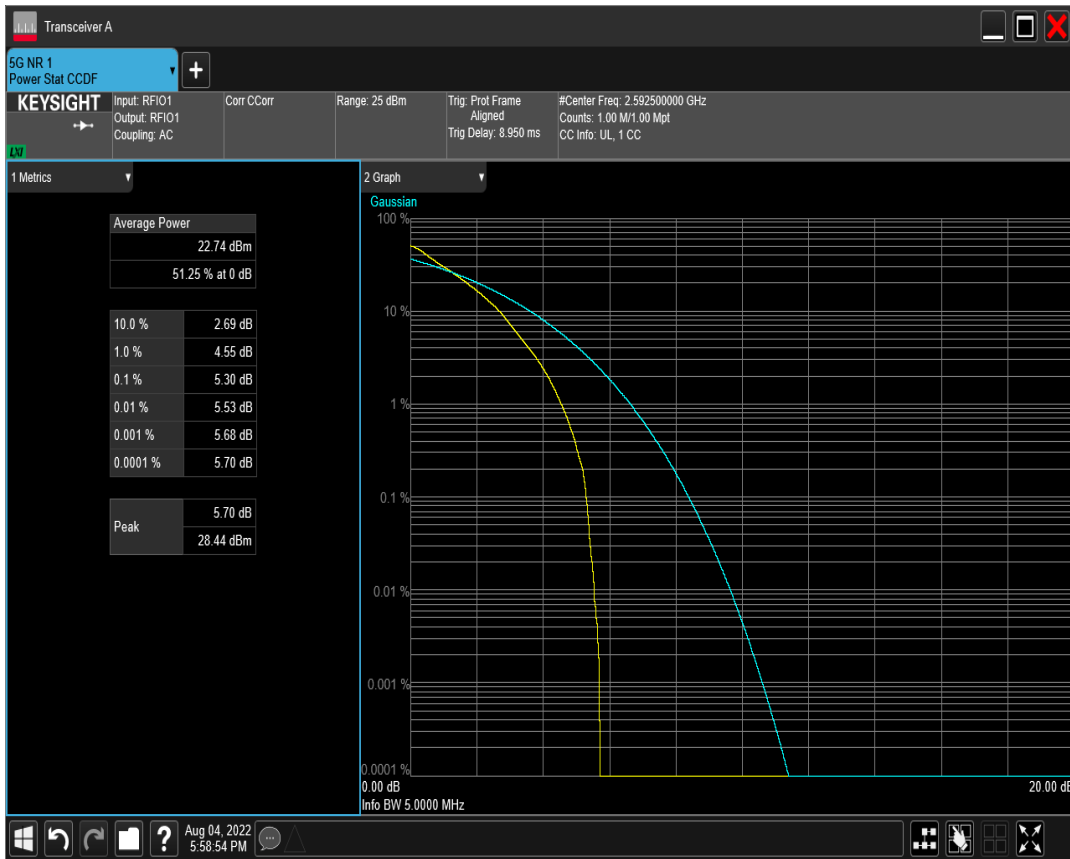 Transceiver A
5G NR 1
Power Stat CCDF
+
KEYSIGHT
LXI
Input: RFIO1
Output: RFIO1
Coupling: AC
Corr CCorr
Range: 25 dBm
Trig: Prot Frame
Aligned
Trig Delay: 8.950 ms
#Center Freq: 2.592500000 GHz
Counts: 1.00 M/1.00 Mpt
CC Info: UL, 1 CC
1 Metrics
Average Power
22.74 dBm
51.25 % at 0 dB
10.0 % 2.69 dB
1.0 % 4.55 dB
0.1 % 5.30 dB
0.01 % 5.53 dB
0.001 % 5.68 dB
0.0001 % 5.70 dB
Peak 5.70 dB
28.44 dBm
2 Graph
Gaussian
100 %
10 %
1 %
0.1 %
0.01 %
0.001 %
0.0001 %
0.00 dB 20.00 dB
Info BW 5.0000 MHz
? Aug 04, 2022
5:58:54 PM